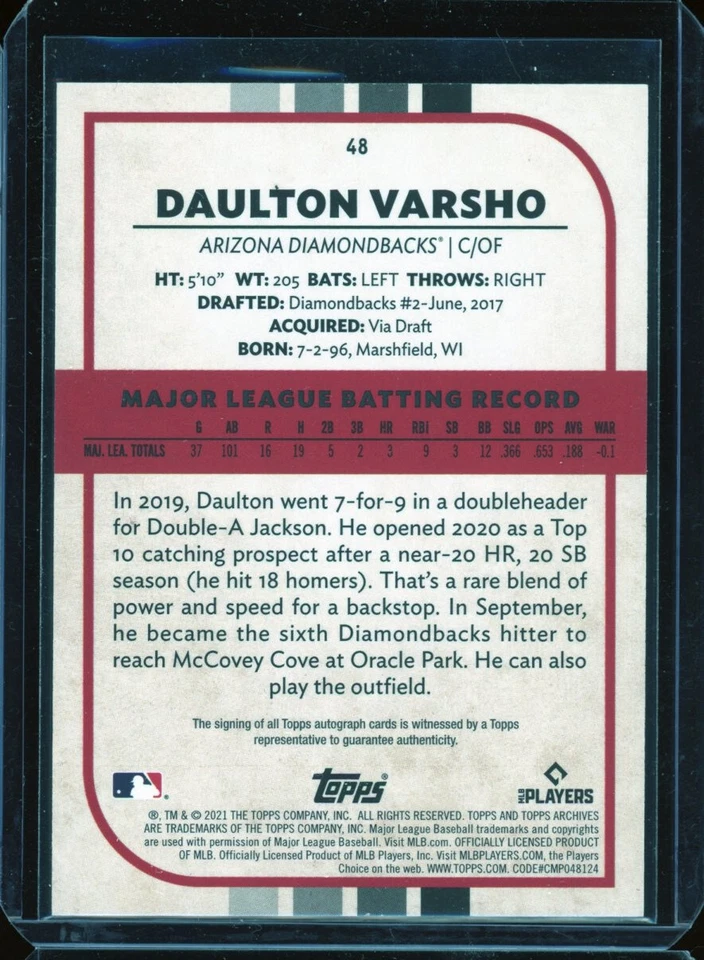 48
DAULTON VARSHO
ARIZONA DIAMONDBACKS® | C/OF
HT: 5'10" WT: 205 BATS: LEFT THROWS: RIGHT
DRAFTED: Diamondbacks #2-June, 2017
ACQUIRED: Via Draft
BORN: 7-2-96, Marshfield, WI
MAJOR LEAGUE BATTING RECORD
G AB R H 2B 3B HR RBI SB BB SLG OPS AVG WAR
MAJ. LEA. TOTALS 37 101 16 19 5 2 3 9 3 12 .366 .653 .188 -0.1
In 2019, Daulton went 7-for-9 in a doubleheader
for Double-A Jackson. He opened 2020 as a Top
10 catching prospect after a near-20 HR, 20 SB
season (he hit 18 homers). That's a rare blend of
power and speed for a backstop. In September,
he became the sixth Diamondbacks hitter to
reach McCovey Cove at Oracle Park. He can also
play the outfield.
The signing of all Topps autograph cards is witnessed by a Topps
representative to guarantee authenticity.
topps®
MLB PLAYERS
®, TM & © 2021 THE TOPPS COMPANY, INC. ALL RIGHTS RESERVED. TOPPS AND TOPPS ARCHIVES
ARE TRADEMARKS OF THE TOPPS COMPANY, INC. Major League Baseball trademarks and copyrights
are used with permission of Major League Baseball. Visit MLB.com. OFFICIALLY LICENSED PRODUCT
OF MLB. Officially Licensed Product of MLB Players, Inc. Visit MLBPLAYERS.COM, the Players
Choice on the web. WWW.TOPPS.COM. CODE#CMP048124